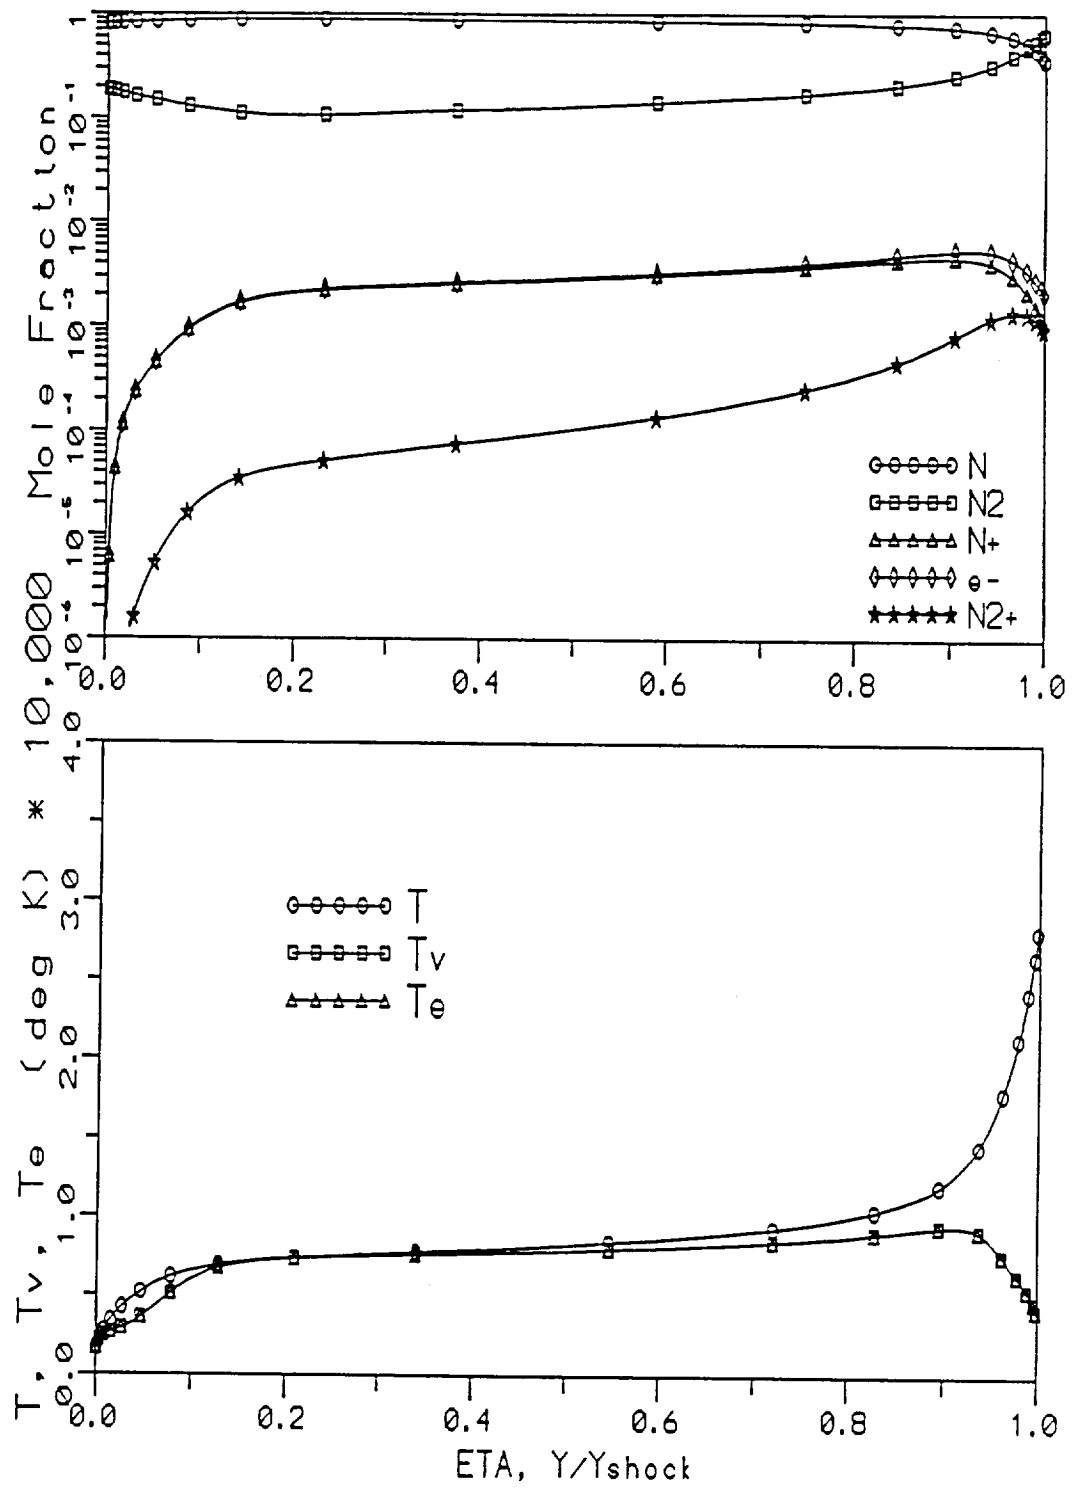 1
10-1
10-2
10-3
10-4
10-5
10-6
Mole Fraction
N
N2
N+
e-
N2+
0.0 0.2 0.4 0.6 0.8 1.0
T, Tv, Te (deg K) * 10,000
4.0
3.0
2.0
1.0
0.0
T
Tv
Te
0.0 0.2 0.4 0.6 0.8 1.0
ETA, Y/Yshock